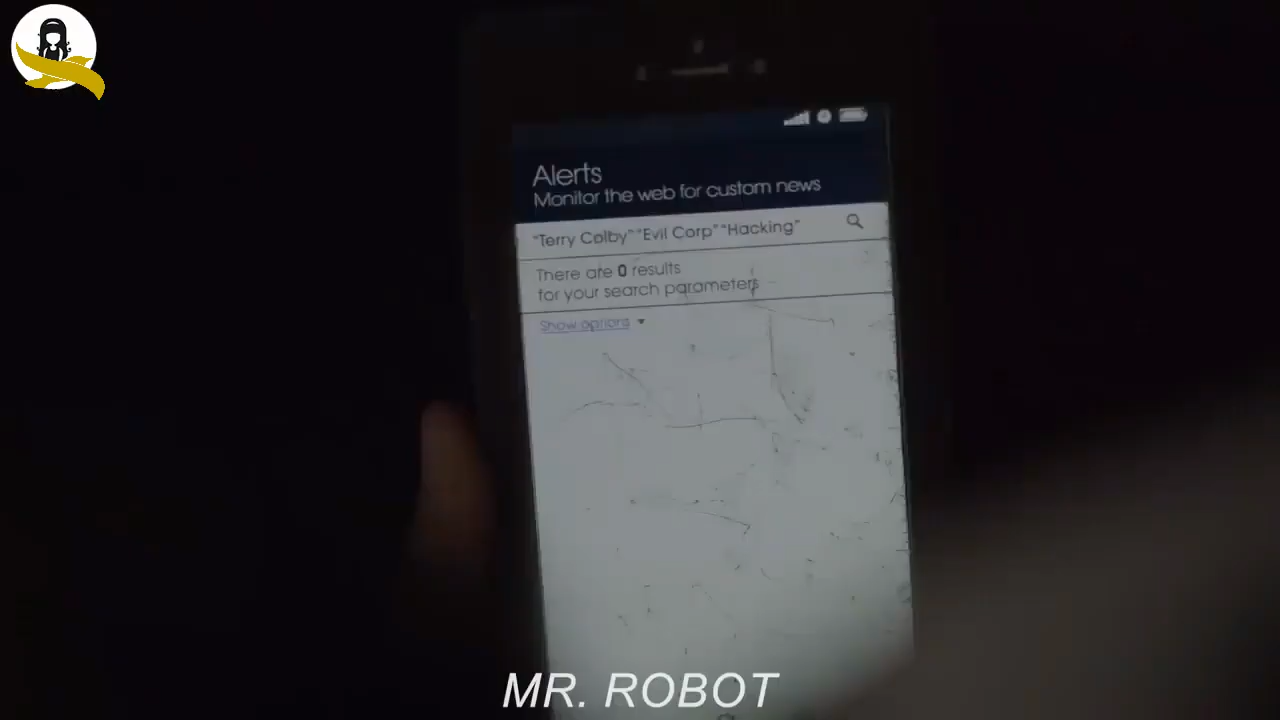 Alerts
Monitor the web for custom news
"Terry Colby" "Evil Corp" "Hacking"
There are 0 results
for your search parameters
Show options
MR. ROBOT